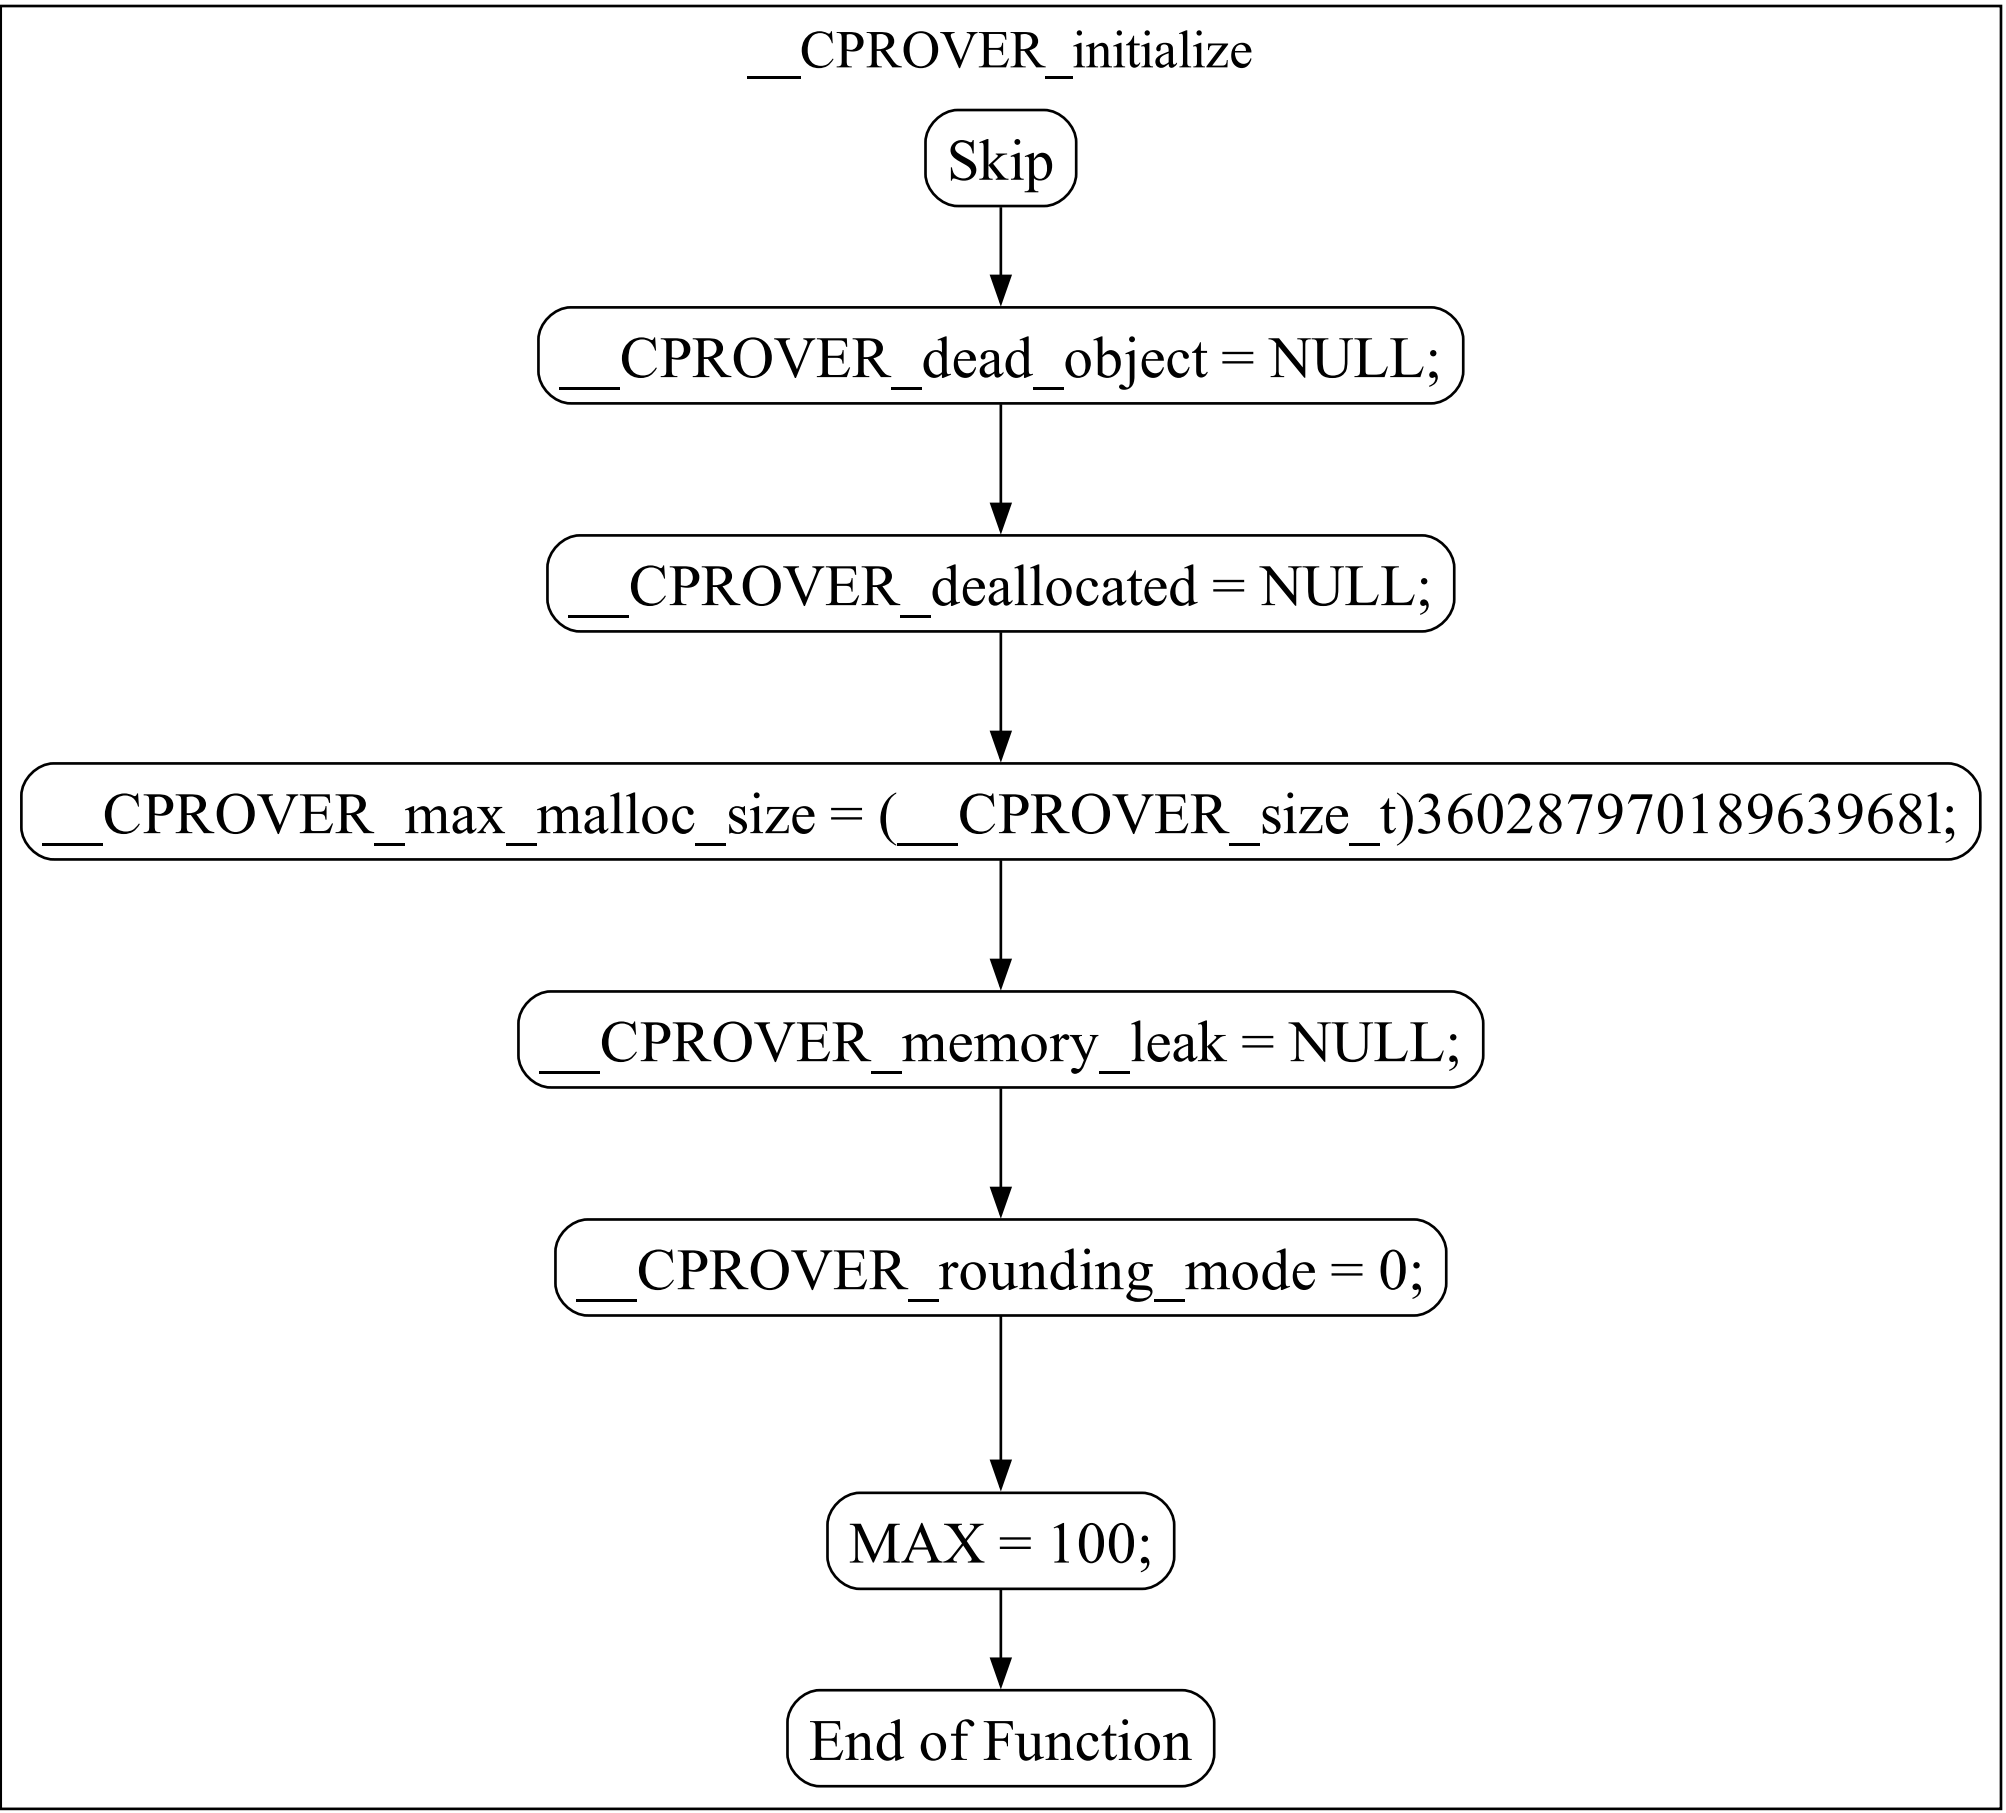 __CPROVER_initialize
Skip
__CPROVER_dead_object = NULL;
__CPROVER_deallocated = NULL;
__CPROVER_max_malloc_size = (__CPROVER_size_t)36028797018963968l;
__CPROVER_memory_leak = NULL;
__CPROVER_rounding_mode = 0;
MAX = 100;
End of Function